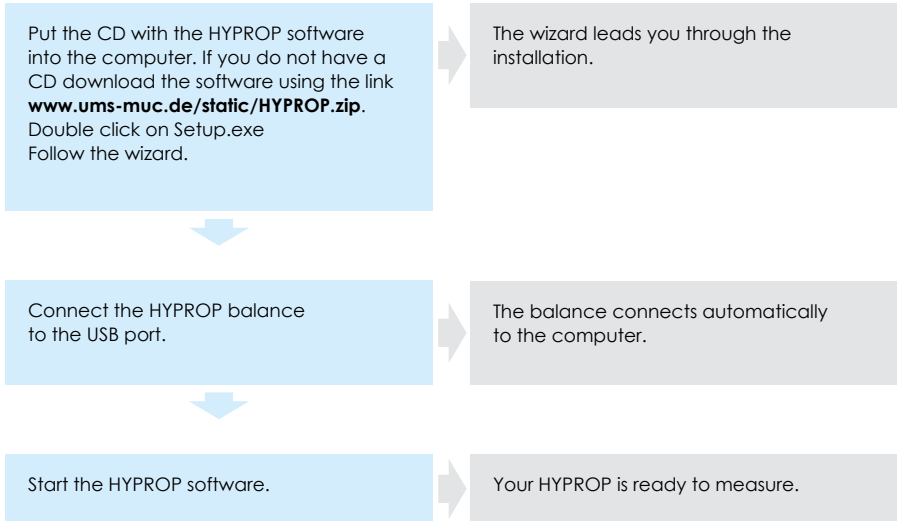 Put the CD with the HYPROP software
into the computer. If you do not have a
CD download the software using the link
www.ums-muc.de/static/HYPROP.zip.
Double click on Setup.exe
Follow the wizard.
The wizard leads you through the
installation.
Connect the HYPROP balance
to the USB port.
The balance connects automatically
to the computer.
Start the HYPROP software.
Your HYPROP is ready to measure.